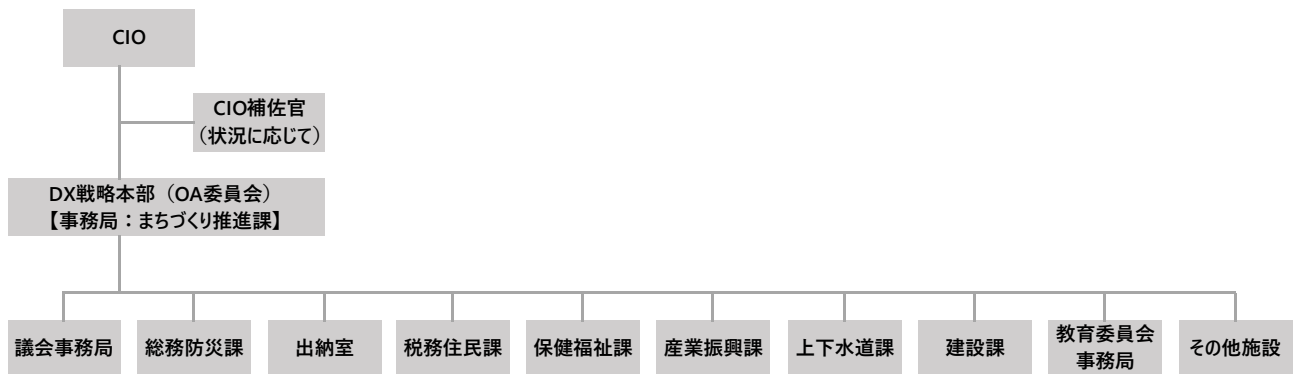 CIO
CIO補佐官
（状況に応じて）
DX戦略本部（OA委員会）
【事務局：まちづくり推進課】
議会事務局
総務防災課
出納室
税務住民課
保健福祉課
産業振興課
上下水道課
建設課
教育委員会
事務局
その他施設